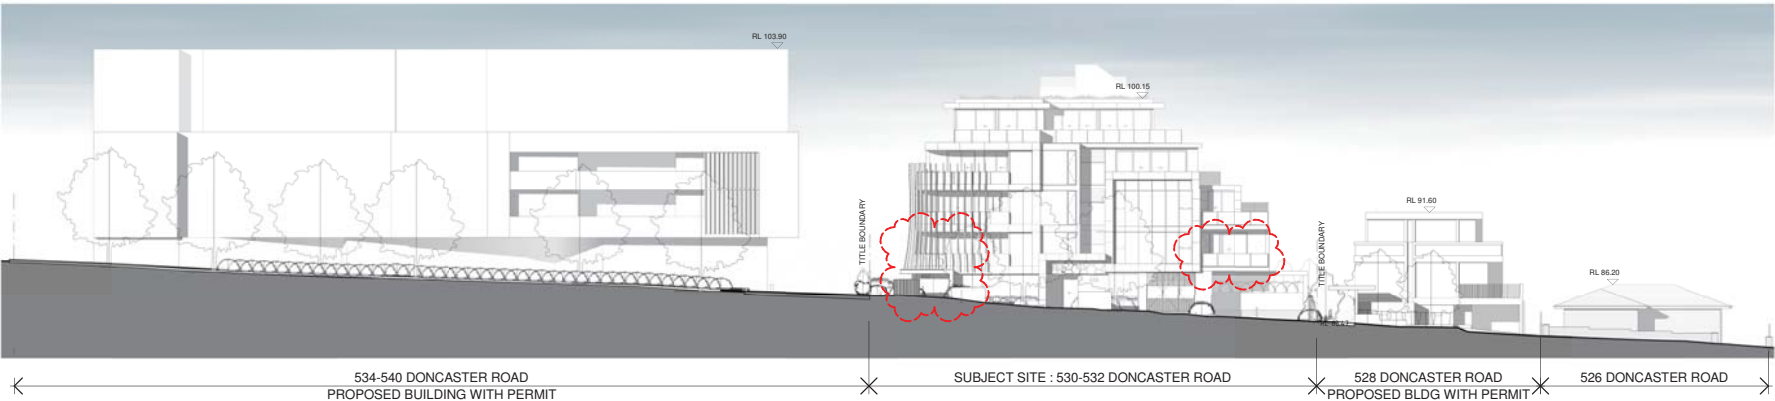 RL 103.90
RL 100.15
TITLE BOUNDARY
TITLE BOUNDARY
RL 91.60
RL 86.20
534-540 DONCASTER ROAD
PROPOSED BUILDING WITH PERMIT
SUBJECT SITE : 530-532 DONCASTER ROAD
528 DONCASTER ROAD
PROPOSED BLDG WITH PERMIT
526 DONCASTER ROAD